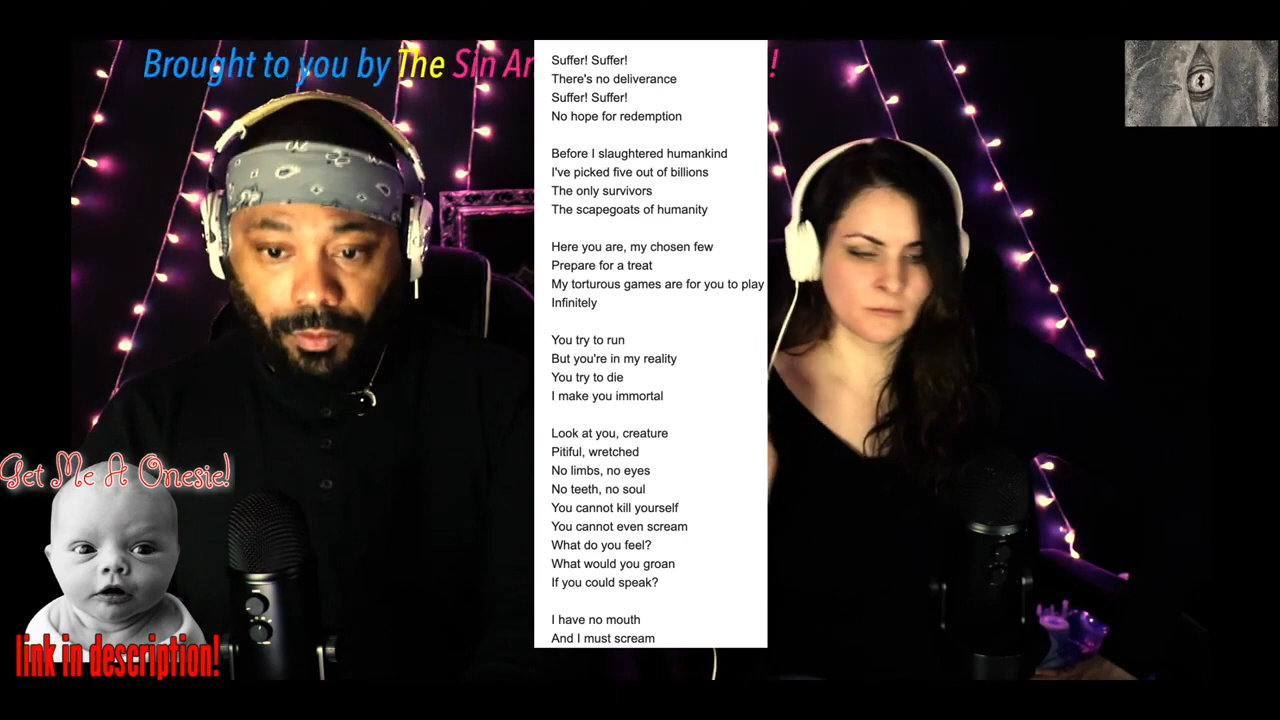 Brought to you by The Sin Ar
!
Suffer! Suffer!
There's no deliverance
Suffer! Suffer!
No hope for redemption
Before I slaughtered humankind
I've picked five out of billions
The only survivors
The scapegoats of humanity
Here you are, my chosen few
Prepare for a treat
My torturous games are for you to play
Infinitely
You try to run
But you're in my reality
You try to die
I make you immortal
Look at you, creature
Pitiful, wretched
No limbs, no eyes
No teeth, no soul
You cannot kill yourself
You cannot even scream
What do you feel?
What would you groan
If you could speak?
I have no mouth
And I must scream
Get Me A Onesie!
link in description!